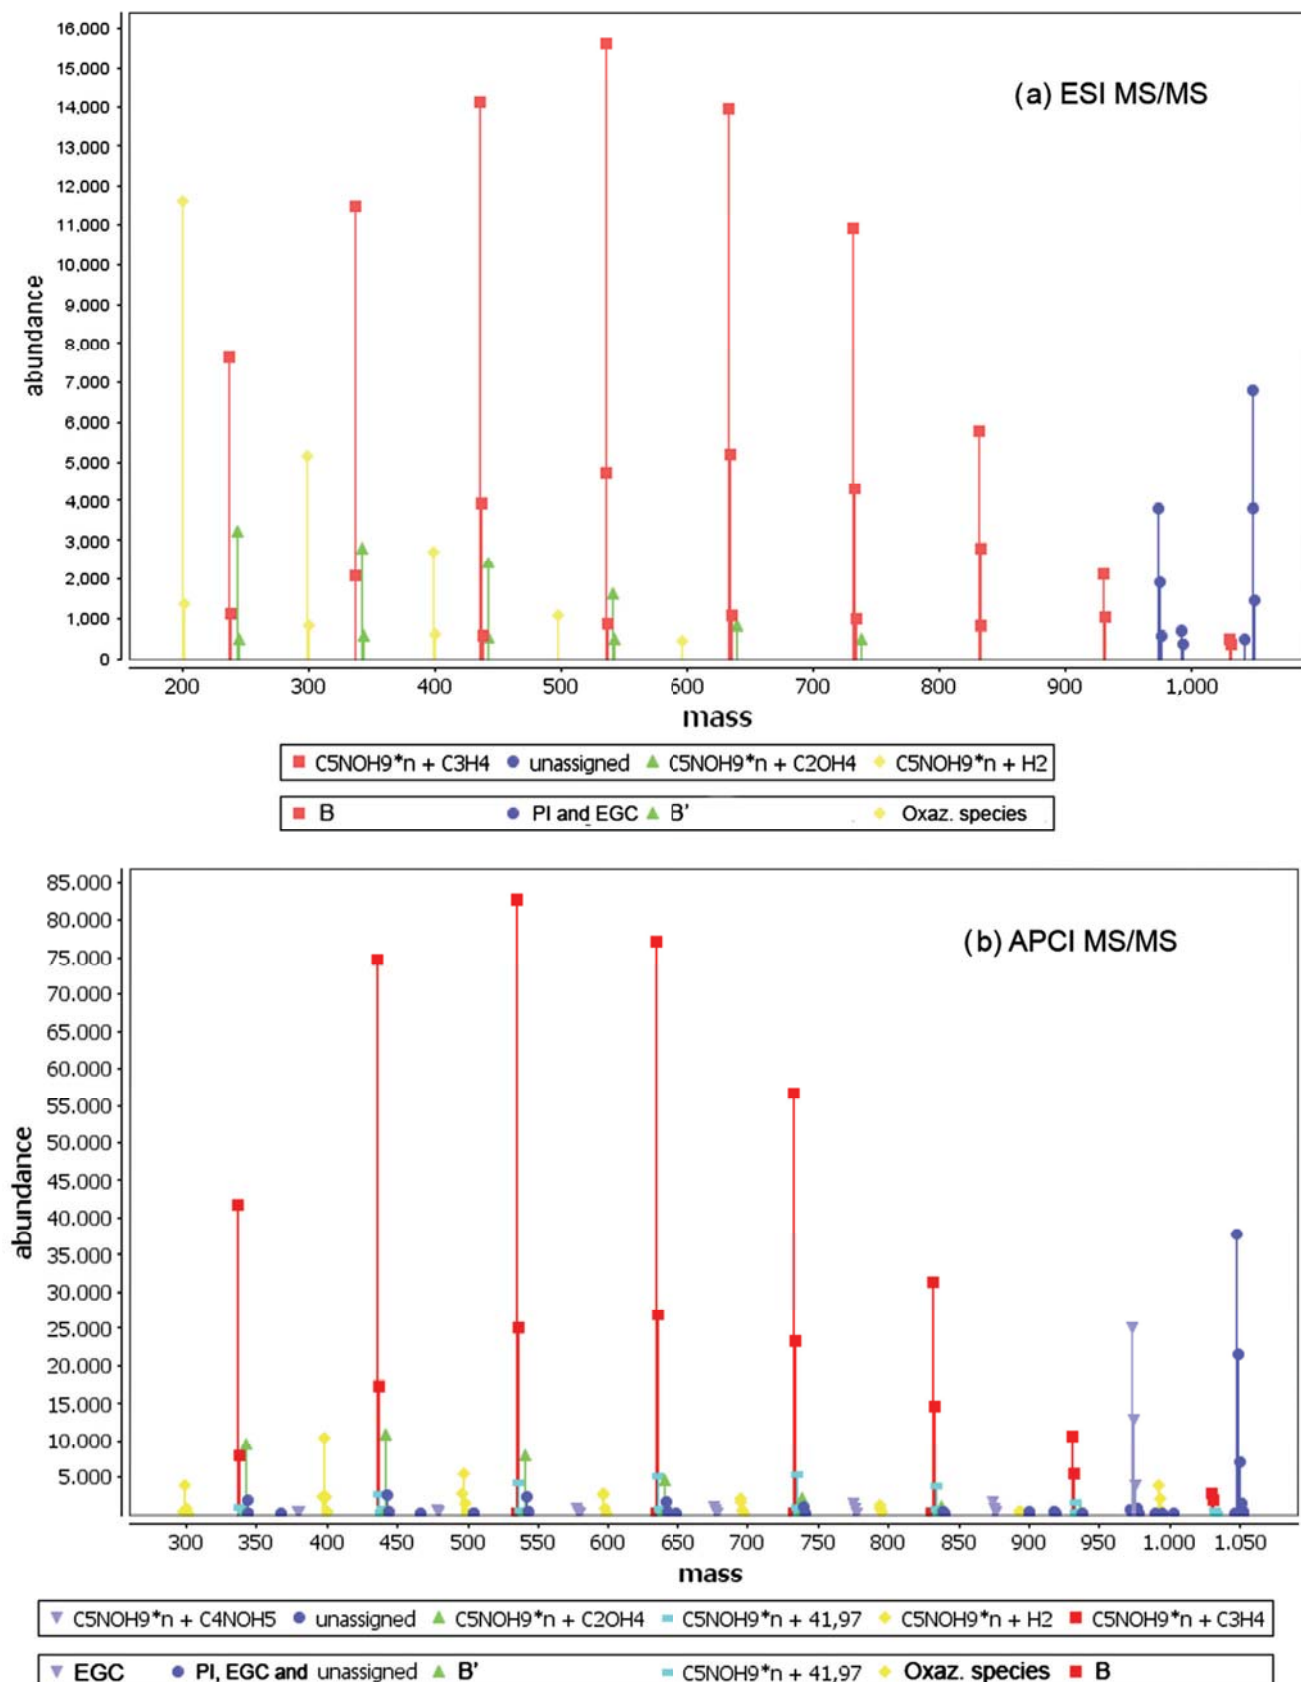 16,000
15,000
14,000
13,000
12,000
11,000
10,000
9,000
8,000
7,000
6,000
5,000
4,000
3,000
2,000
1,000
0
abundance
(a) ESI MS/MS
200 300 400 500 600 700 800 900 1,000
mass
C5NOH9*n + C3H4 unassigned C5NOH9*n + C2OH4 C5NOH9*n + H2
B PI and EGC B' Oxaz. species
85.000
80.000
75.000
70.000
65.000
60.000
55.000
50.000
45.000
40.000
35.000
30.000
25.000
20.000
15.000
10.000
5.000
abundance
(b) APCI MS/MS
300 350 400 450 500 550 600 650 700 750 800 850 900 950 1.000 1.050
mass
C5NOH9*n + C4NOH5 unassigned C5NOH9*n + C2OH4 C5NOH9*n + 41,97 C5NOH9*n + H2 C5NOH9*n + C3H4
EGC PI, EGC and unassigned B' C5NOH9*n + 41,97 Oxaz. species B